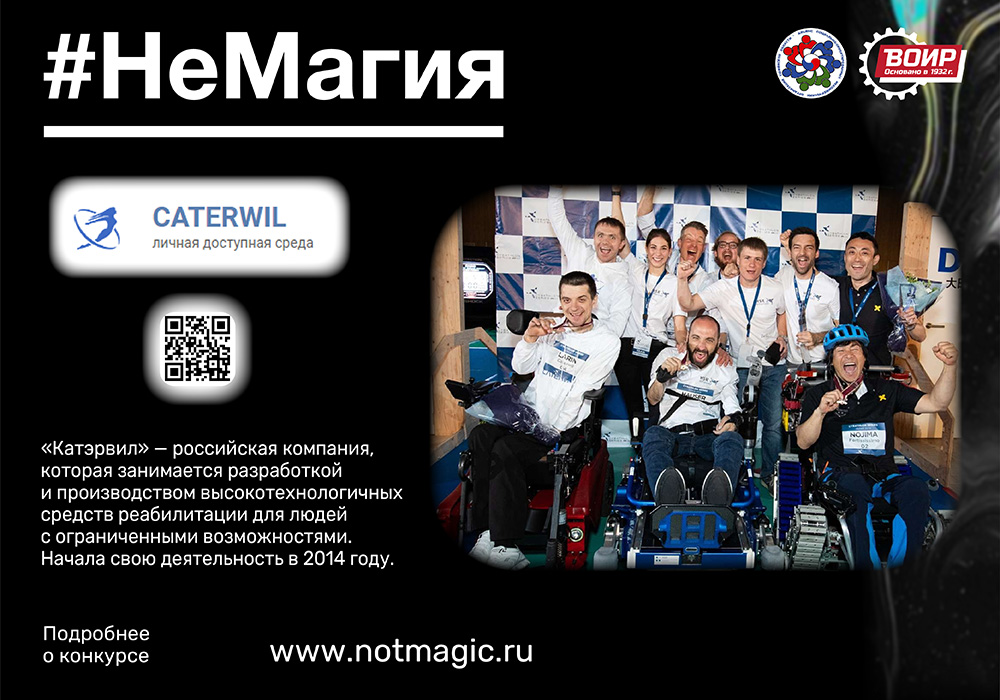 #НеМагия
ВОИР
Основано в 1932 г.
CATERWIL
личная доступная среда
«Катэрвил» — российская компания,
которая занимается разработкой
и производством высокотехнологичных
средств реабилитации для людей
с ограниченными возможностями.
Начала свою деятельность в 2014 году.
NOJIMA
Подробнее
о конкурсе
www.notmagic.ru